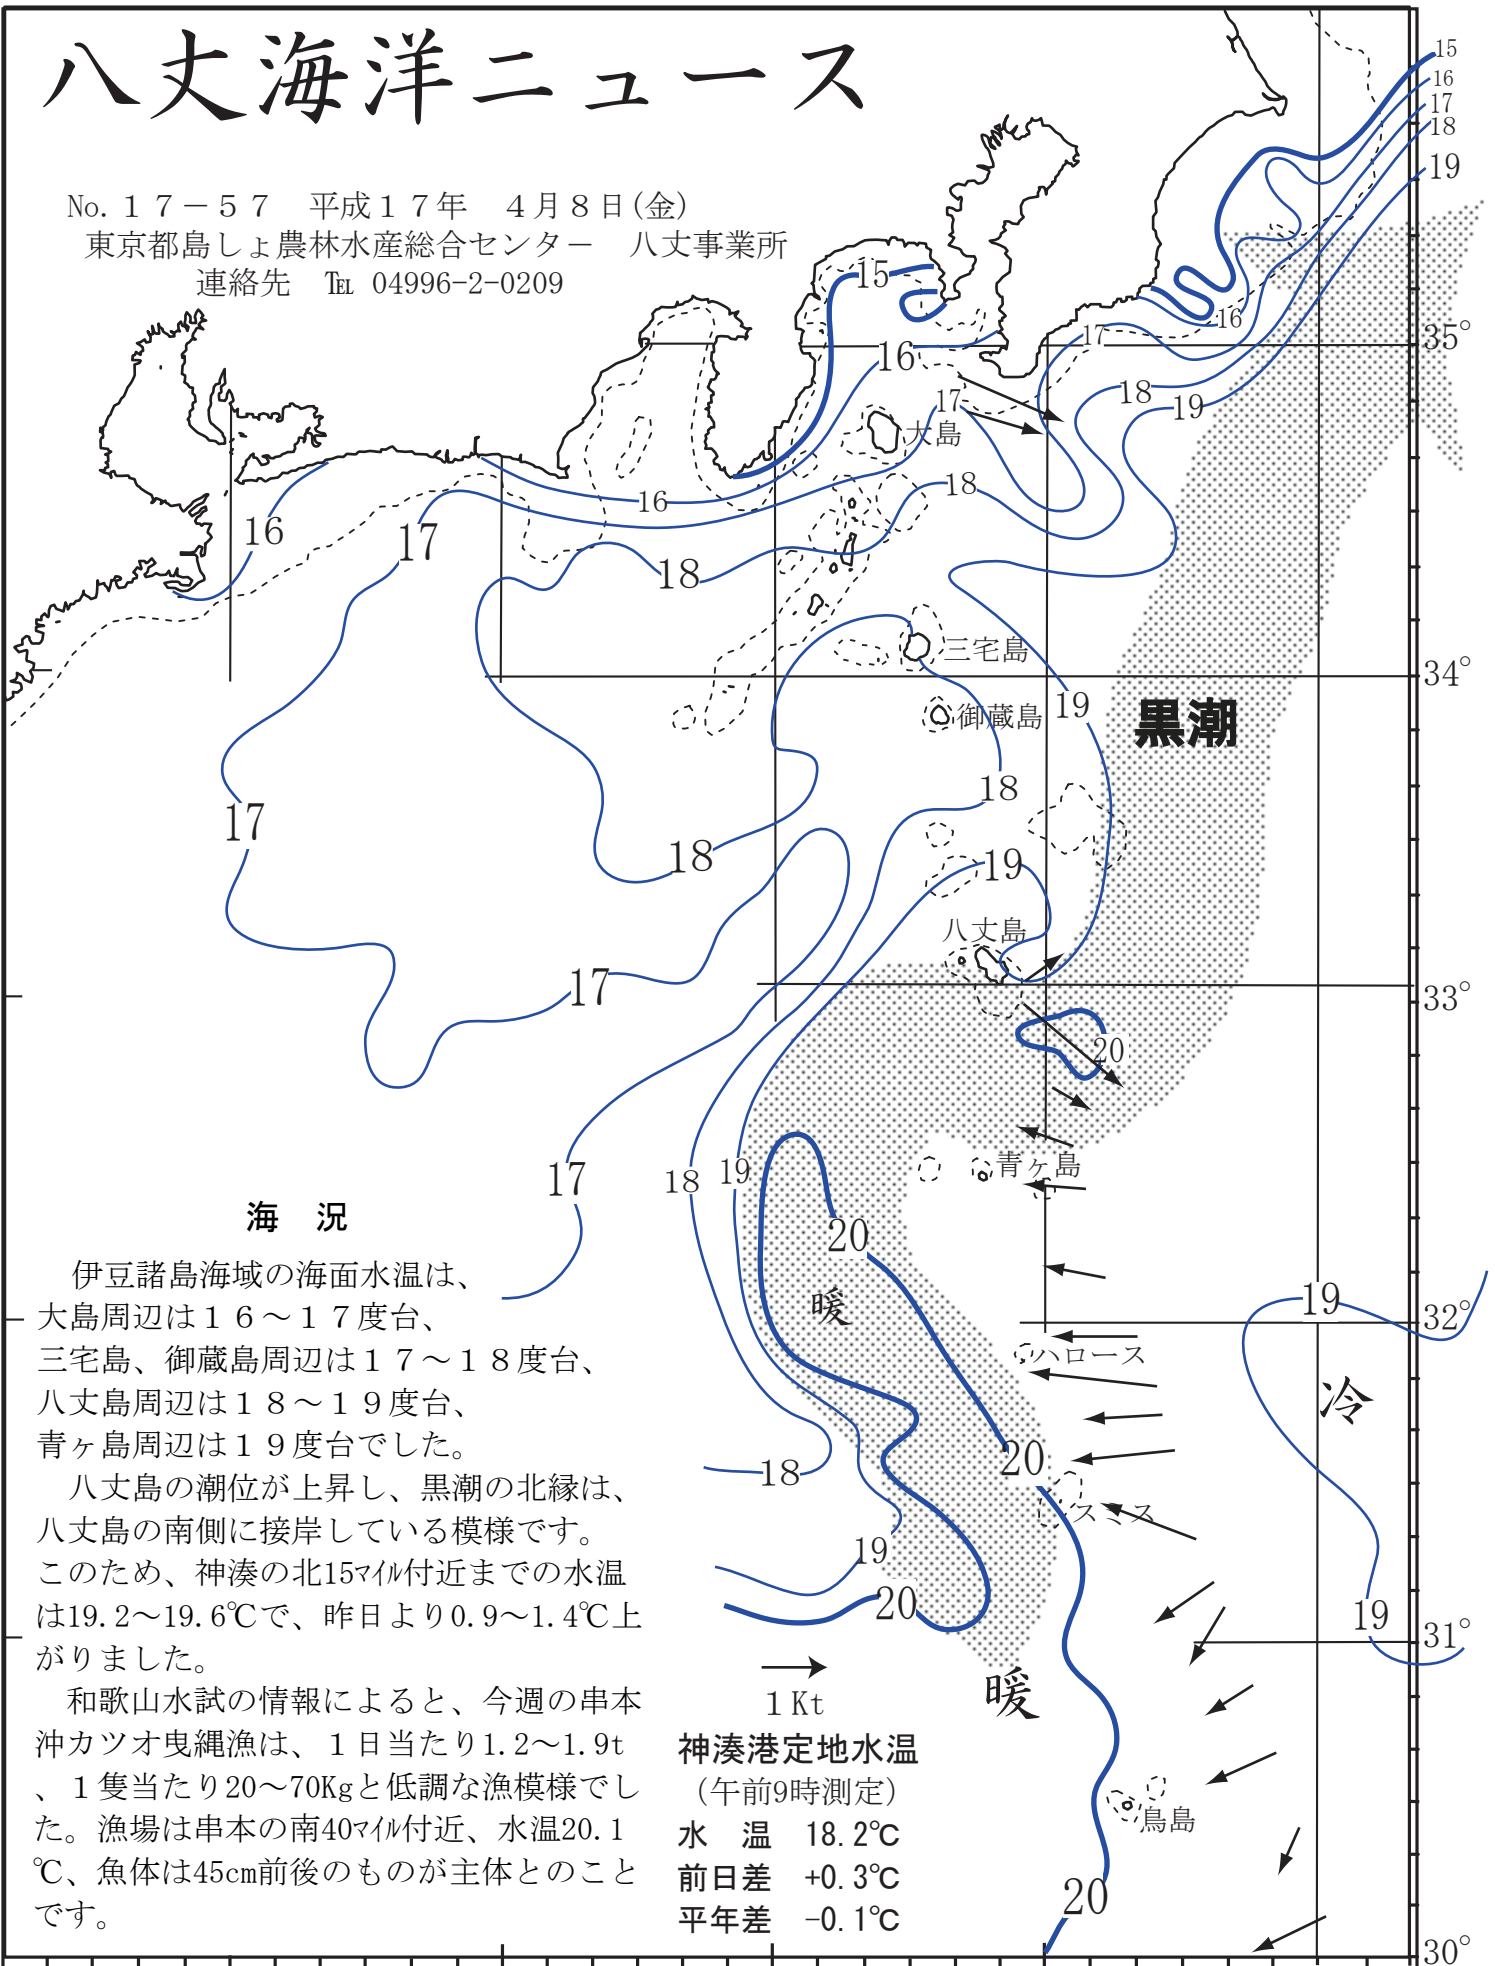 八丈海洋ニュース
No.１７－５７　平成１７年　４月８日(金)
東京都島しょ農林水産総合センター　八丈事業所
連絡先　℡ 04996-2-0209
15
16
17
18
19
15
16
35°
17
16
18
19
17
大島
18
16
16
17
18
三宅島
34°
御蔵島
19
黒潮
18
17
18
19
八丈島
17
33°
20
青ヶ島
17
18
19
20
海　況
伊豆諸島海域の海面水温は、
大島周辺は１６～１７度台、
三宅島、御蔵島周辺は１７～１８度台、
八丈島周辺は１８～１９度台、
青ヶ島周辺は１９度台でした。
八丈島の潮位が上昇し、黒潮の北縁は、
八丈島の南側に接岸している模様です。
このため、神湊の北15ﾏｲﾙ付近までの水温
は19.2～19.6℃で、昨日より0.9～1.4℃上
がりました。
和歌山水試の情報によると、今週の串本
沖カツオ曳縄漁は、１日当たり1.2～1.9t
、１隻当たり20～70Kgと低調な漁模様でし
た。漁場は串本の南40ﾏｲﾙ付近、水温20.1
℃、魚体は45cm前後のものが主体とのこと
です。
暖
19
32°
ハロース
冷
20
18
スミス
19
20
19
31°
暖
1 Kt
神湊港定地水温
（午前9時測定）
水　温　18.2℃
前日差　+0.3℃
平年差　-0.1℃
鳥島
20
30°